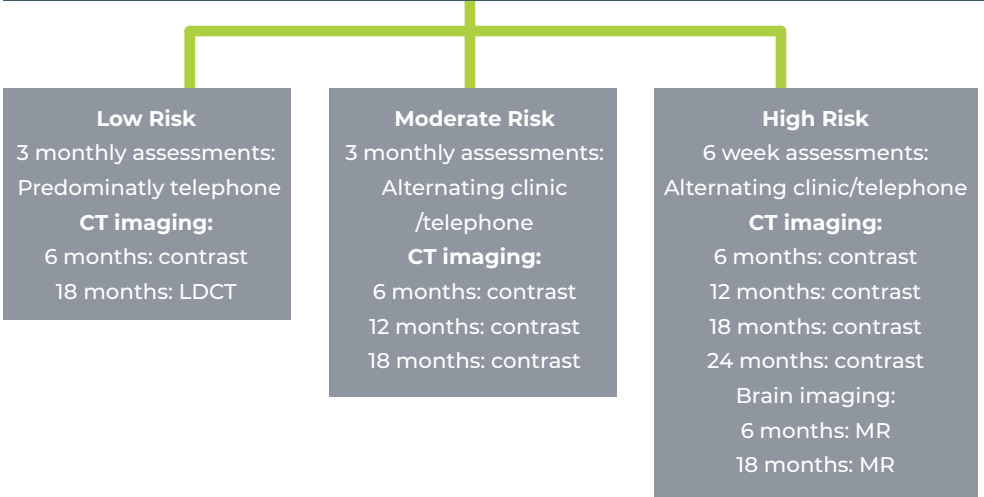 Low Risk
3 monthly assessments:
Predominatly telephone
CT imaging:
6 months: contrast
18 months: LDCT
Moderate Risk
3 monthly assessments:
Alternating clinic
/telephone
CT imaging:
6 months: contrast
12 months: contrast
18 months: contrast
High Risk
6 week assessments:
Alternating clinic/telephone
CT imaging:
6 months: contrast
12 months: contrast
18 months: contrast
24 months: contrast
Brain imaging:
6 months: MR
18 months: MR